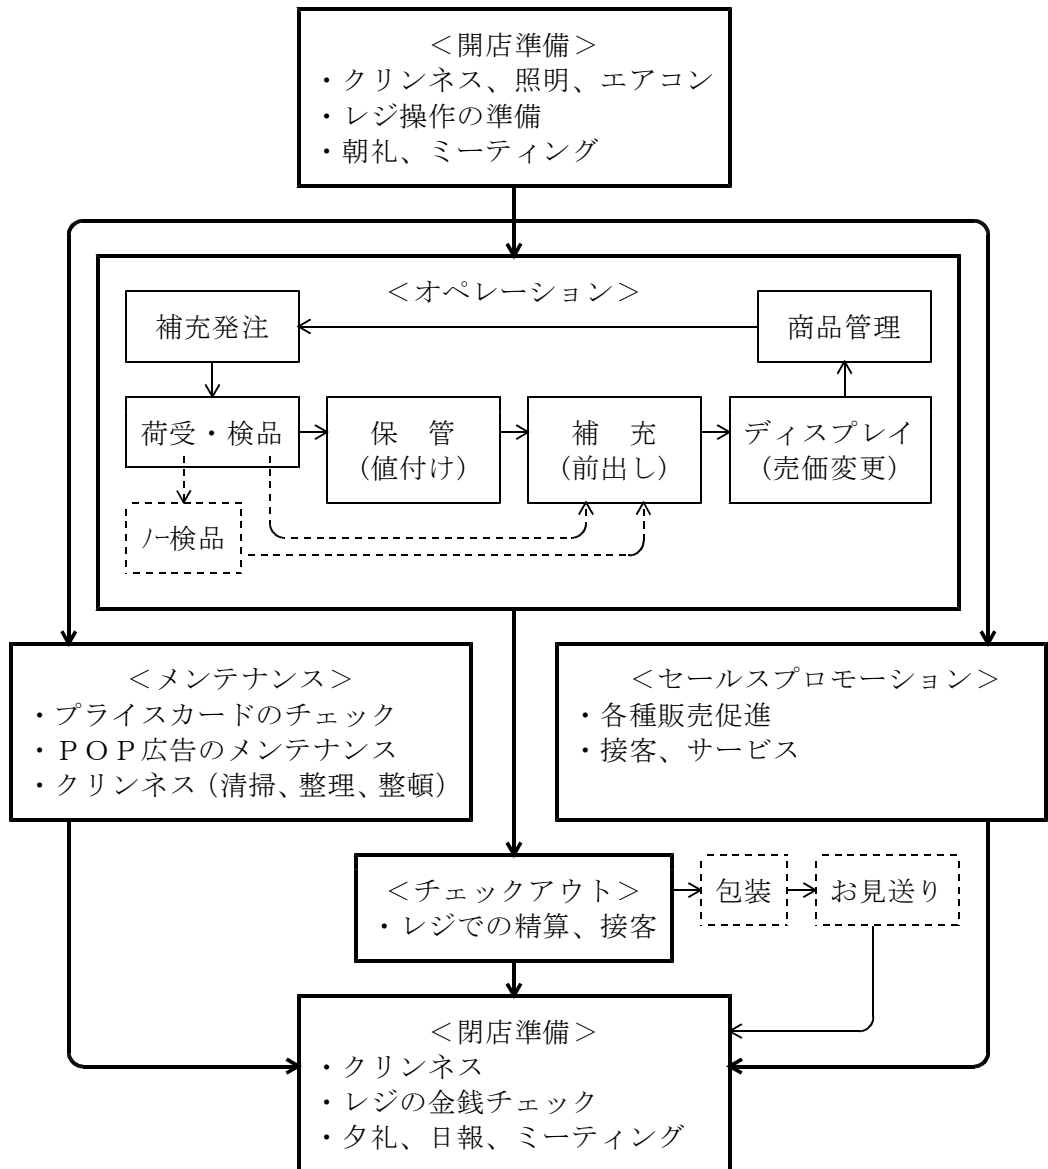 ＜開店準備＞
・クリンネス、照明、エアコン
・レジ操作の準備
・朝礼、ミーティング
＜オペレーション＞
補充発注
商品管理
荷受・検品
保　管
(値付け)
補　充
(前出し)
ディスプレイ
(売価変更)
ノー検品
＜メンテナンス＞
・プライスカードのチェック
・ＰＯＰ広告のメンテナンス
・クリンネス（清掃、整理、整頓）
＜セールスプロモーション＞
・各種販売促進
・接客、サービス
＜チェックアウト＞
・レジでの精算、接客
包装
お見送り
＜閉店準備＞
・クリンネス
・レジの金銭チェック
・夕礼、日報、ミーティング